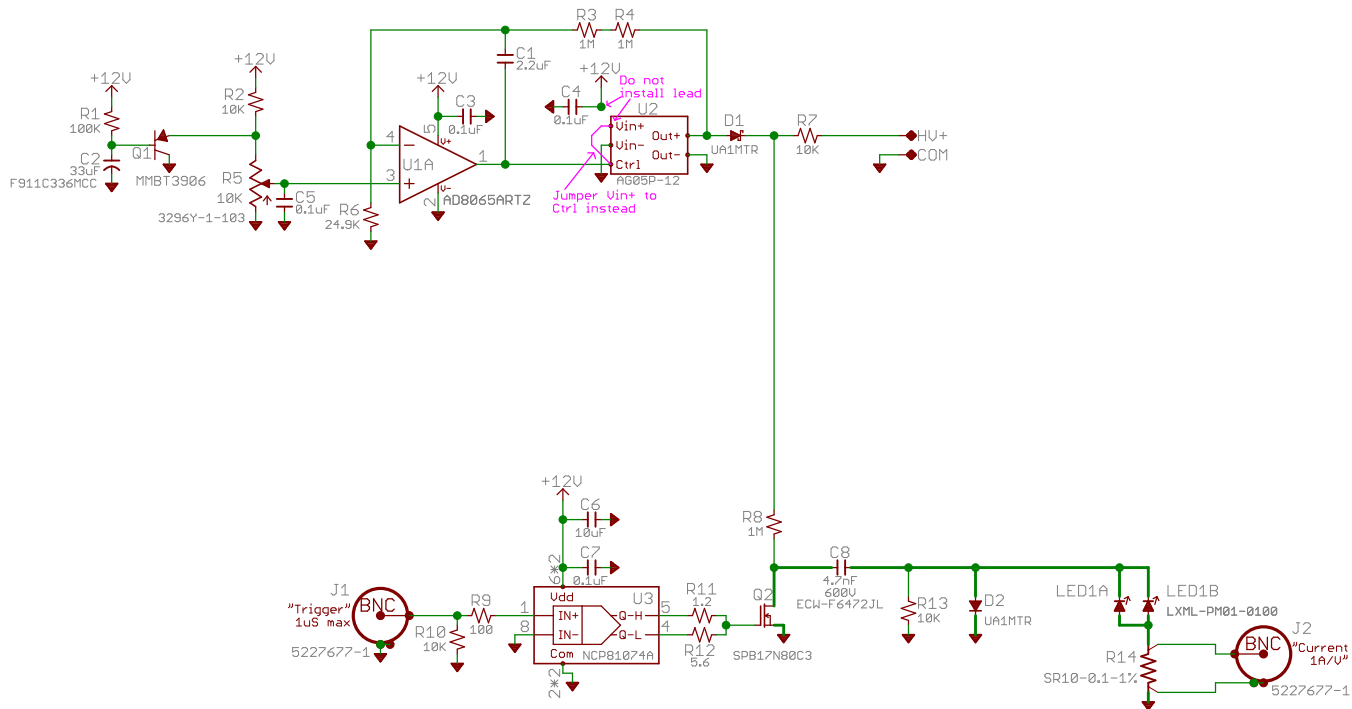 +12V
R1
100K
C2
33uF
F911C336MCC
Q1
MMBT3906
+12V
R2
10K
R5
10K
3296Y-1-103
C5
0.1uF
R6
24.9K
+12V
C3
0.1uF
4
3
5
V+
U1A
1
V-
2
AD8065ARTZ
C1
2.2uF
R3
1M
R4
1M
+12V
C4
0.1uF
Do not
install lead
U2
Vin+
Vin-
Ctrl
Out+
Out-
AG05P-12
Jumper Vin+ to
Ctrl instead
D1
UA1MTR
R7
10K
HV+
COM
R8
1M
+12V
C6
10uF
C7
0.1uF
6*2
J1
BNC
"Trigger"
1uS max
5227677-1
R9
100
R10
10K
1
8
Vdd
U3
IN+
IN-
Q-H
Q-L
Com
NCP81074A
5
4
2*2
R11
1.2
R12
5.6
Q2
SPB17N80C3
C8
4.7nF
600V
ECW-F6472JL
R13
10K
D2
UA1MTR
LED1A
LED1B
LXML-PM01-0100
R14
SR10-0.1-1%
J2
BNC
"Current
1A/V"
5227677-1